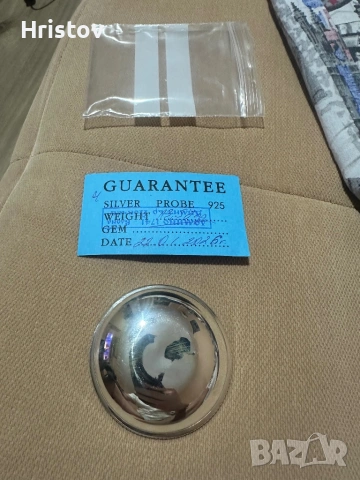 Hristov
GUARANTEE
SILVER PROBE 925
WEIGHT
GEM
DATE
BAZAR